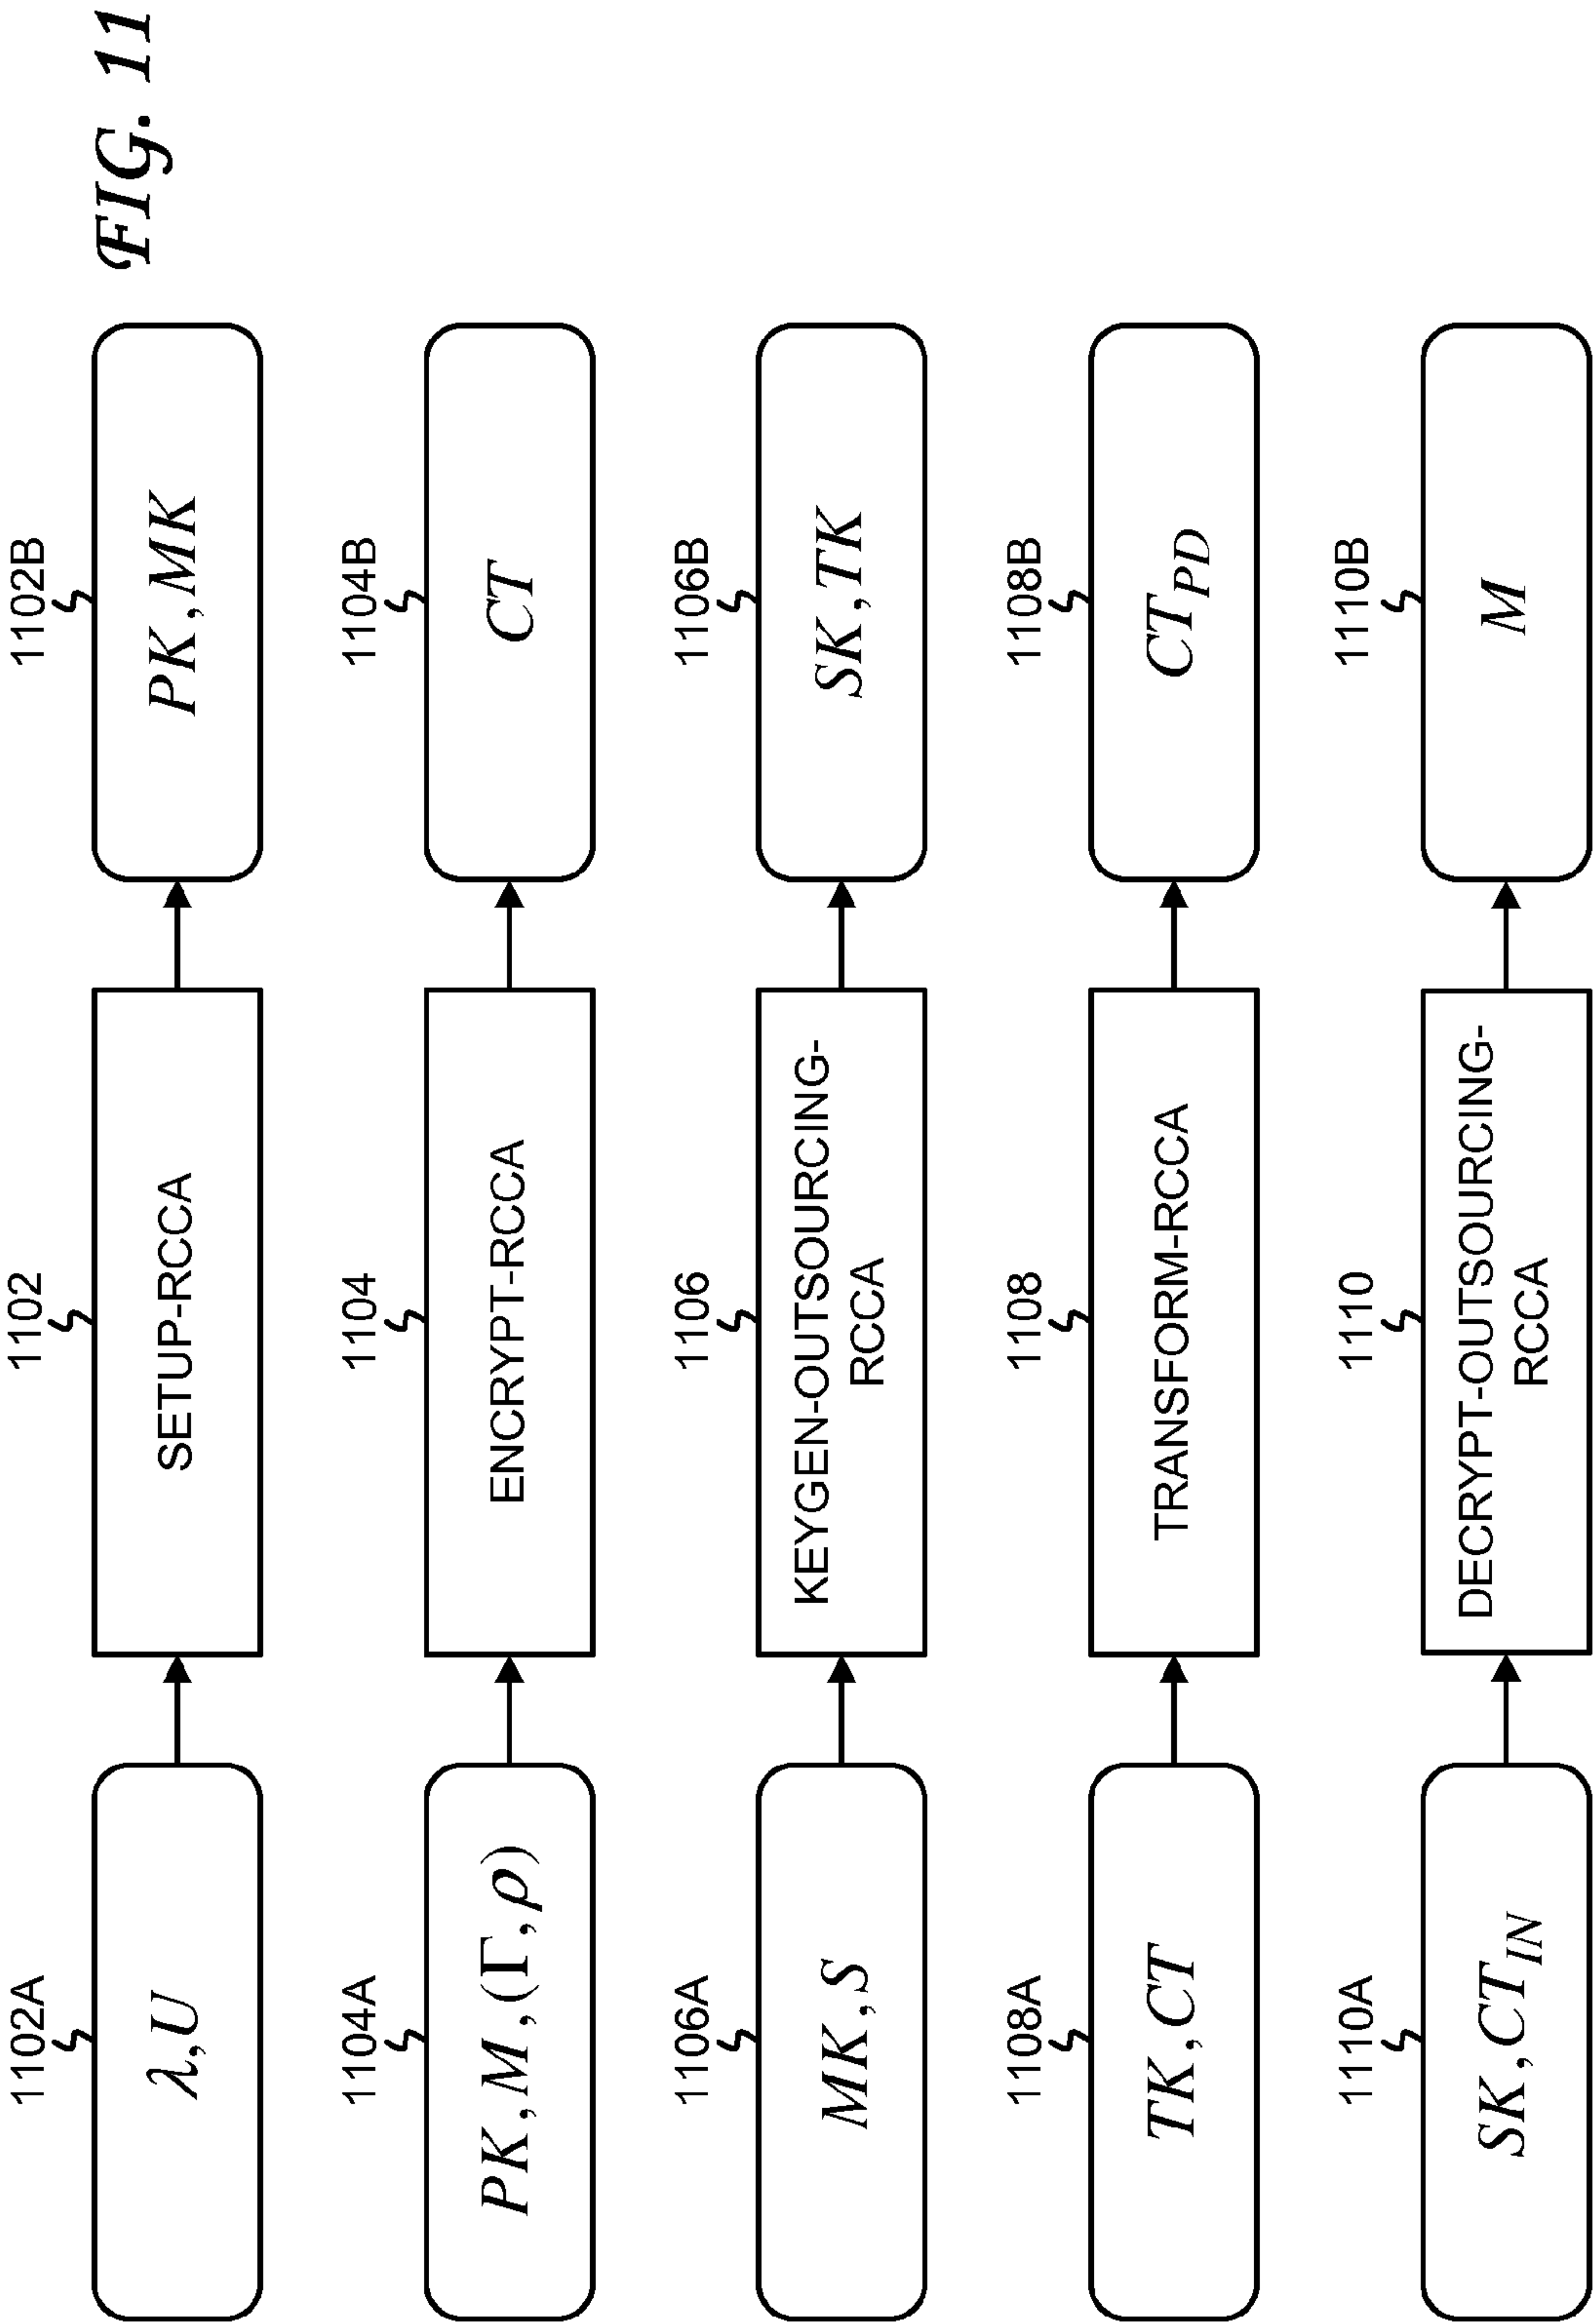 FIG. 11
1102A
λ,U
1102
SETUP-RCCA
1102B
PK,MK
1104A
PK,M,(Γ,ρ)
1104
ENCRYPT-RCCA
1104B
CT
1106A
MK,S
1106
KEYGEN-OUTSOURCING-
RCCA
1106B
SK,TK
1108A
TK,CT
1108
TRANSFORM-RCCA
1108B
CT_PD
1110A
SK,CT_IN
1110
DECRYPT-OUTSOURCING-
RCCA
1110B
M